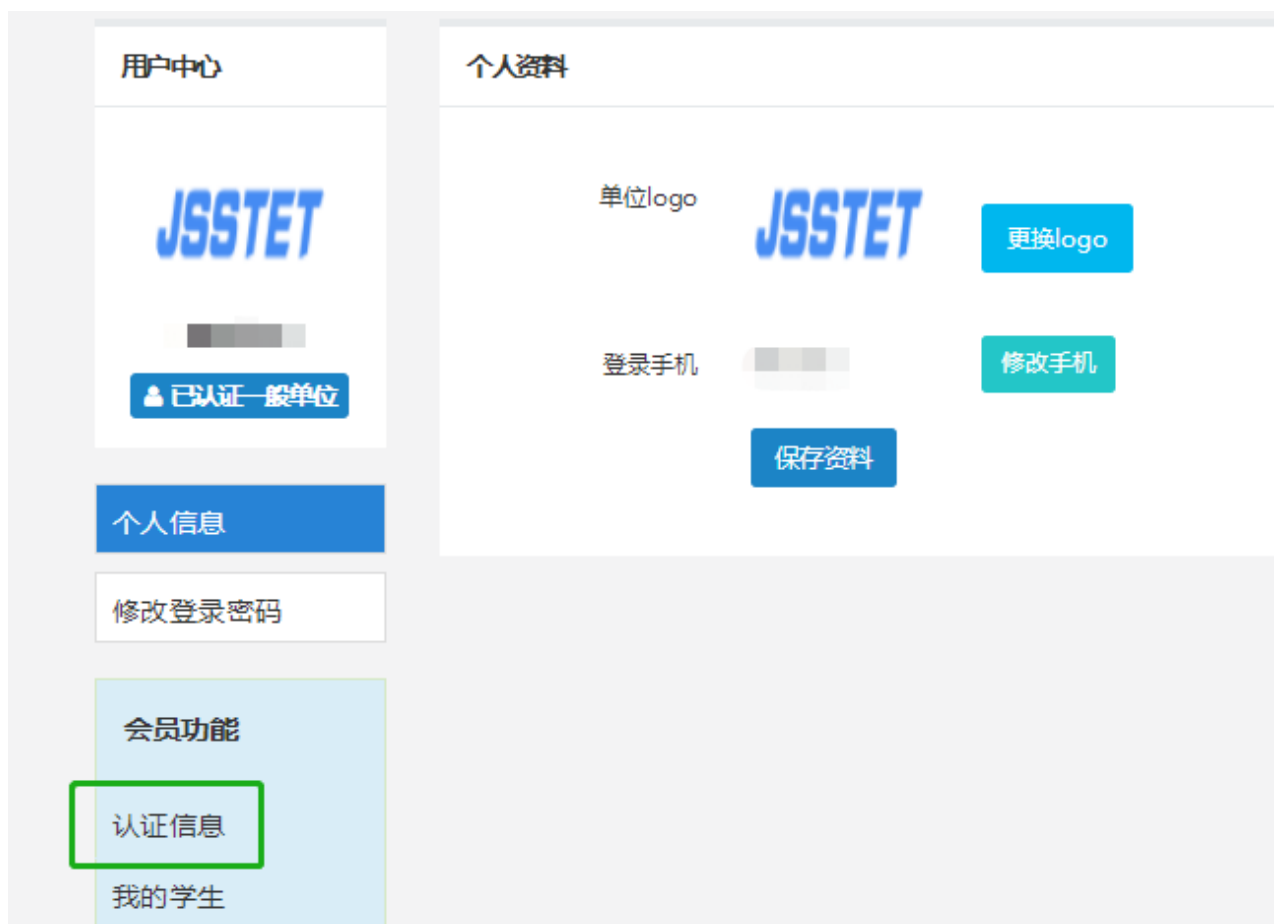 用户中心
JSSTET
已认证一般单位
个人信息
修改登录密码
会员功能
认证信息
我的学生
个人资料
单位logo
JSSTET
更换logo
登录手机
修改手机
保存资料